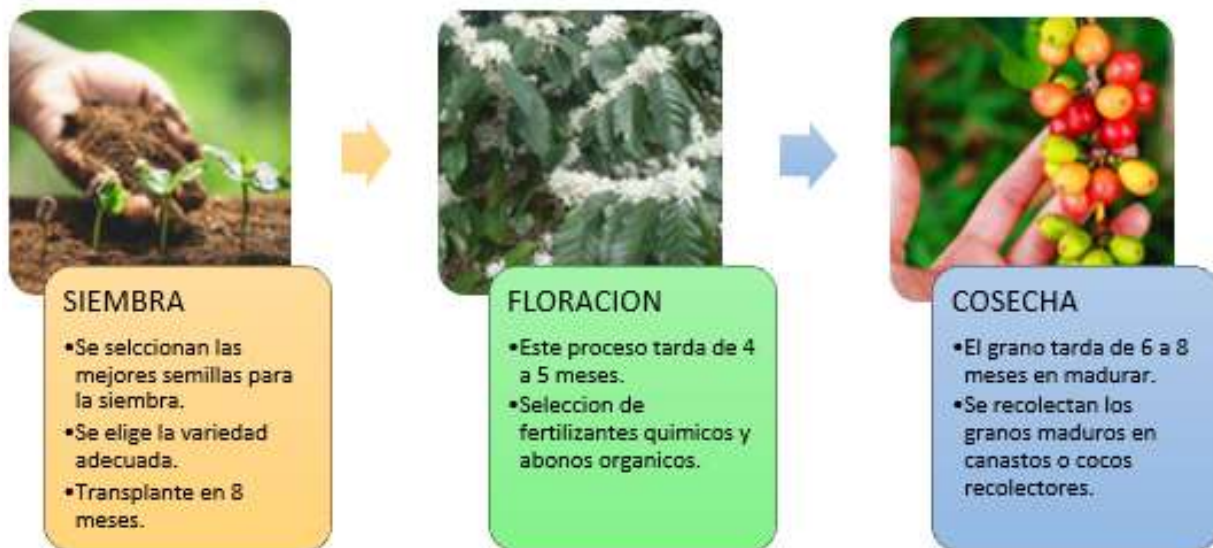 SIEMBRA
•Se selccionan las
mejores semillas para
la siembra.
•Se elige la variedad
adecuada.
•Transplante en 8
meses.
FLORACION
•Este proceso tarda de 4
a 5 meses.
•Seleccion de
fertilizantes quimicos y
abonos organicos.
COSECHA
•El grano tarda de 6 a 8
meses en madurar.
•Se recolectan los
granos maduros en
canastos o cocos
recolectores.